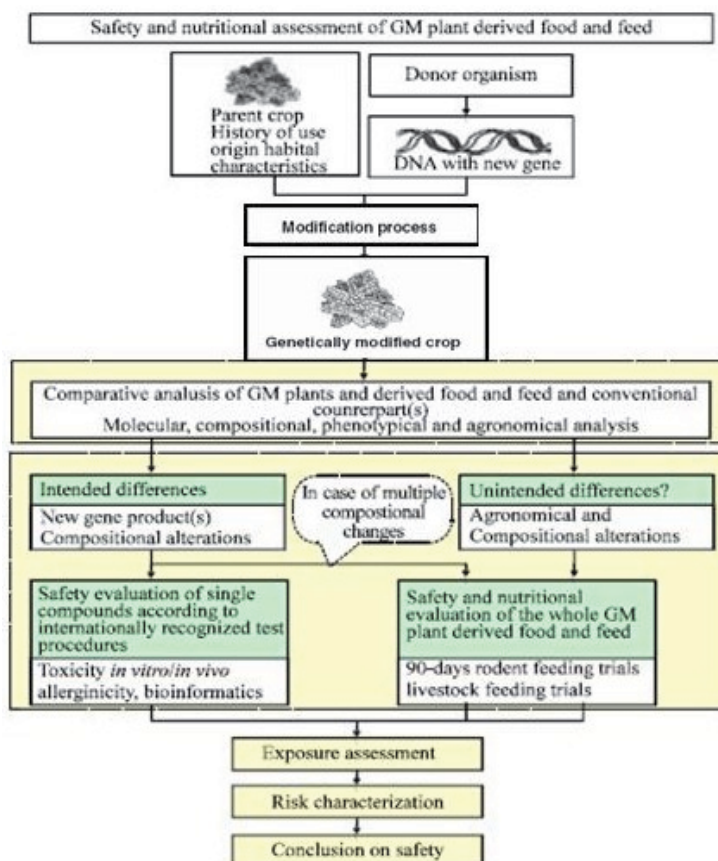 Safety and nutritional assessment of GM plant derived food and feed
Parent crop
History of use
origin habital
characteristics
Donor organism
DNA with new gene
Modification process
Genetically modified crop
Comparative analysis of GM plants and derived food and feed and conventional
counrerpart(s)
Molecular, compositional, phenotypical and agronomical analysis
Intended differences
New gene product(s)
Compositional alterations
In case of multiple
compostional
changes
Unintended differences?
Agronomical and
Compositional alterations
Safety evaluation of single
compounds according to
internationally recognized test
procedures
Toxicity in vitro/in vivo
allerginicity, bioinformatics
Safety and nutritional
evaluation of the whole GM
plant derived food and feed
90-days rodent feeding trials
livestock feeding trials
Exposure assessment
Risk characterization
Conclusion on safety